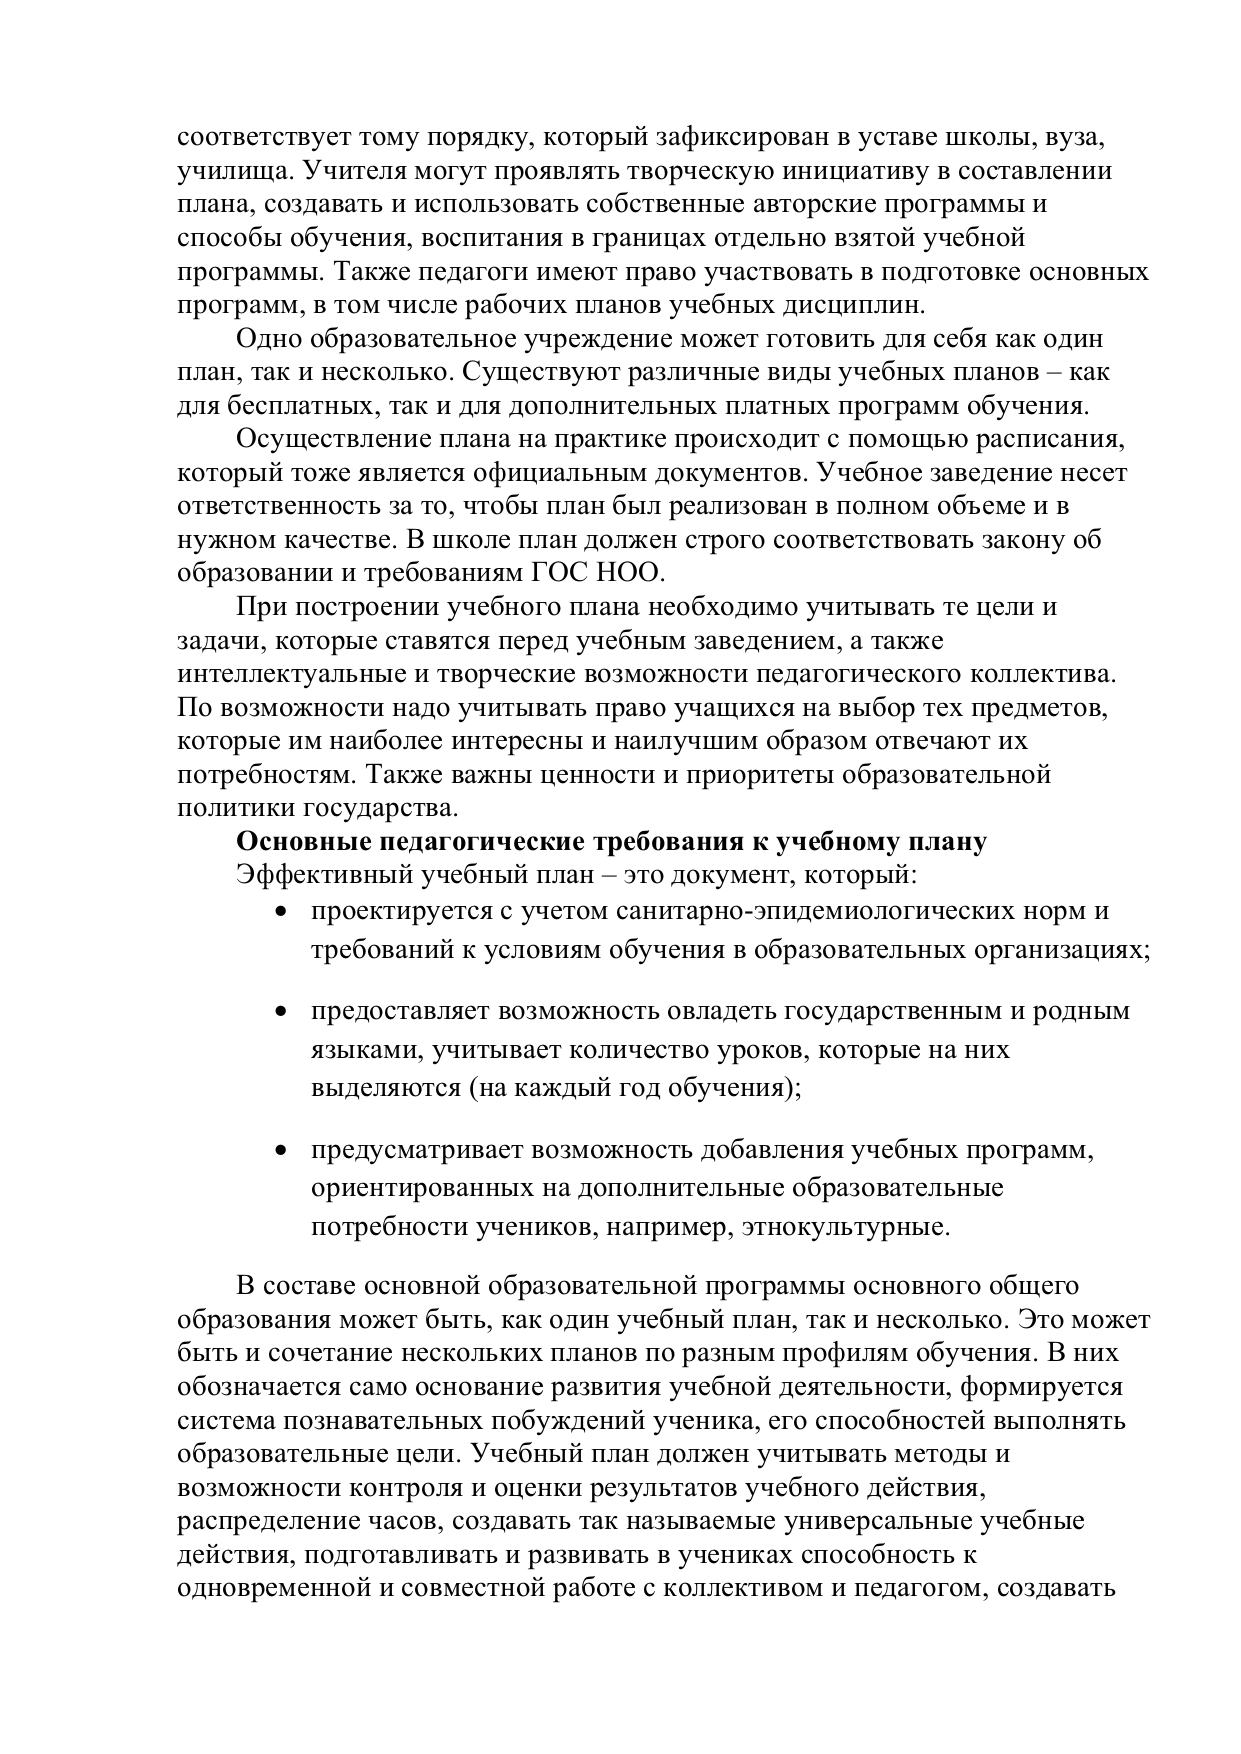 соответствует тому порядку, который зафиксирован в уставе школы, вуза,
училища. Учителя могут проявлять творческую инициативу в составлении
плана, создавать и использовать собственные авторские программы и
способы обучения, воспитания в границах отдельно взятой учебной
программы. Также педагоги имеют право участвовать в подготовке основных
программ, в том числе рабочих планов учебных дисциплин.
Одно образовательное учреждение может готовить для себя как один
план, так и несколько. Существуют различные виды учебных планов – как
для бесплатных, так и для дополнительных платных программ обучения.
Осуществление плана на практике происходит с помощью расписания,
который тоже является официальным документов. Учебное заведение несет
ответственность за то, чтобы план был реализован в полном объеме и в
нужном качестве. В школе план должен строго соответствовать закону об
образовании и требованиям ГОС НОО.
При построении учебного плана необходимо учитывать те цели и
задачи, которые ставятся перед учебным заведением, а также
интеллектуальные и творческие возможности педагогического коллектива.
По возможности надо учитывать право учащихся на выбор тех предметов,
которые им наиболее интересны и наилучшим образом отвечают их
потребностям. Также важны ценности и приоритеты образовательной
политики государства.
Основные педагогические требования к учебному плану
Эффективный учебный план – это документ, который:
• проектируется с учетом санитарно-эпидемиологических норм и
требований к условиям обучения в образовательных организациях;
• предоставляет возможность овладеть государственным и родным
языками, учитывает количество уроков, которые на них
выделяются (на каждый год обучения);
• предусматривает возможность добавления учебных программ,
ориентированных на дополнительные образовательные
потребности учеников, например, этнокультурные.
В составе основной образовательной программы основного общего
образования может быть, как один учебный план, так и несколько. Это может
быть и сочетание нескольких планов по разным профилям обучения. В них
обозначается само основание развития учебной деятельности, формируется
система познавательных побуждений ученика, его способностей выполнять
образовательные цели. Учебный план должен учитывать методы и
возможности контроля и оценки результатов учебного действия,
распределение часов, создавать так называемые универсальные учебные
действия, подготавливать и развивать в учениках способность к
одновременной и совместной работе с коллективом и педагогом, создавать